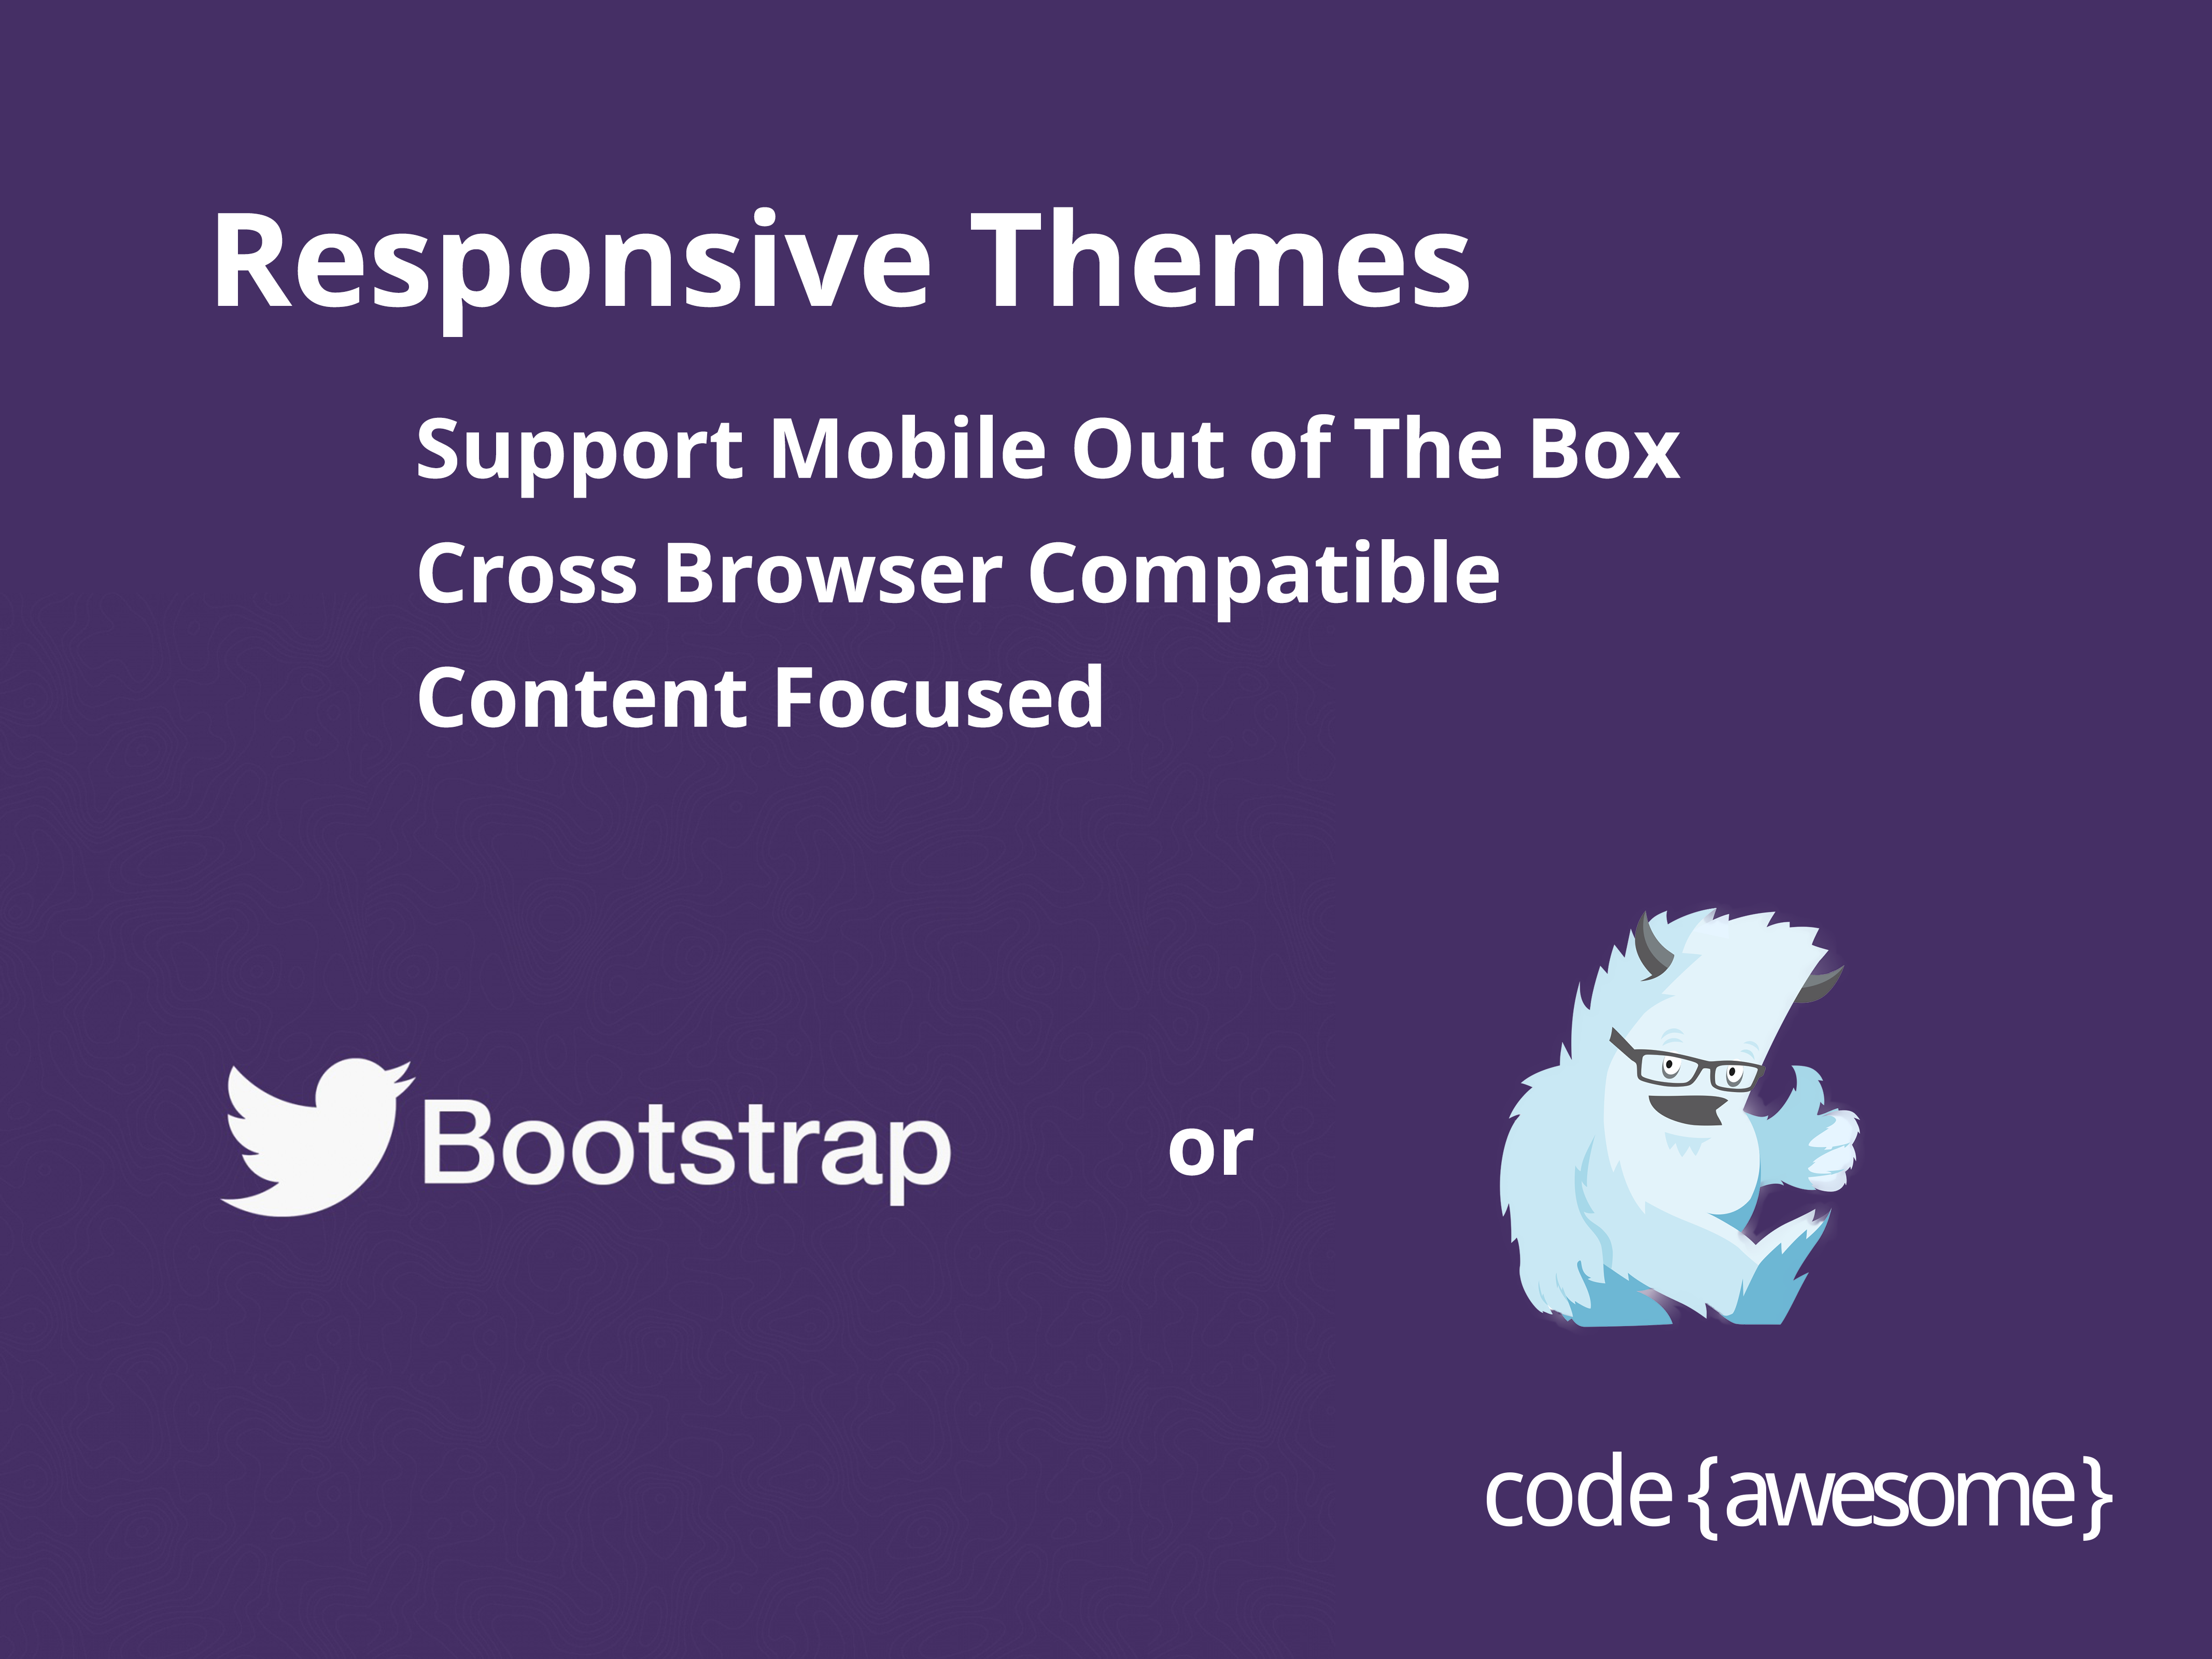 Responsive Themes
Support Mobile Out of The Box
Cross Browser Compatible
Content Focused
Bootstrap or
code {awesome}